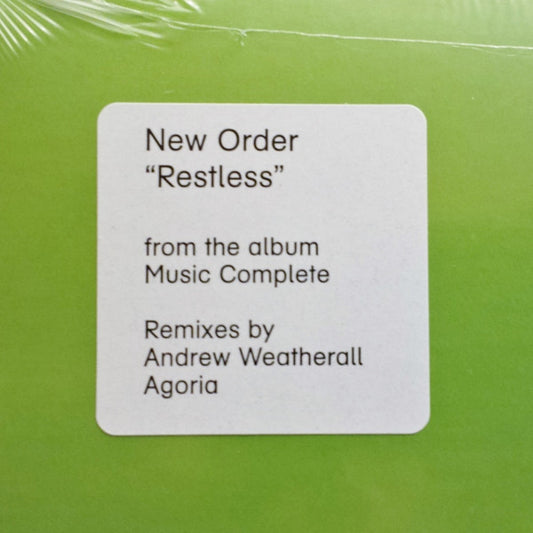 New Order
“Restless”
from the album
Music Complete
Remixes by
Andrew Weatherall
Agoria